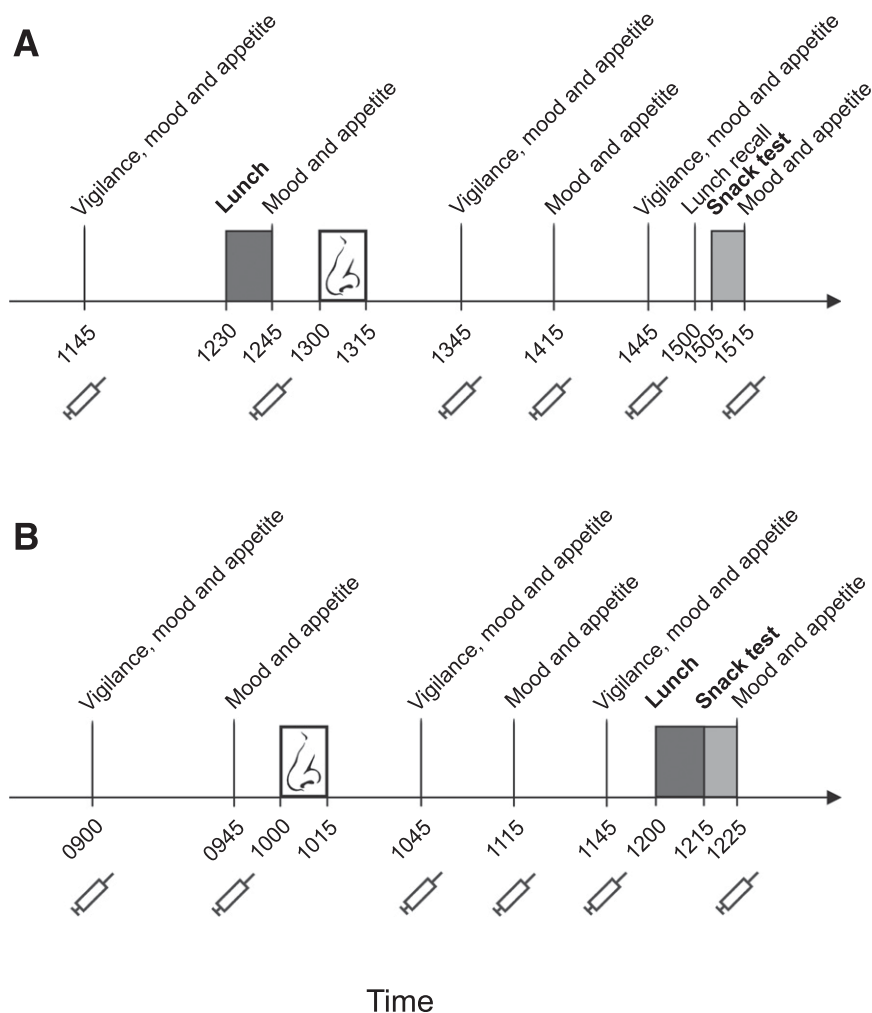 A
Vigilance, mood and appetite
Lunch
Mood and appetite
Vigilance, mood and appetite
Mood and appetite
Vigilance, mood and appetite
Lunch recall
Snack test
Mood and appetite
1145
1230
1245
1300
1315
1345
1415
1445
1500
1505
1515
B
Vigilance, mood and appetite
Mood and appetite
Vigilance, mood and appetite
Mood and appetite
Vigilance, mood and appetite
Lunch
Snack test
Mood and appetite
0900
0945
1000
1015
1045
1115
1145
1200
1215
1225
Time